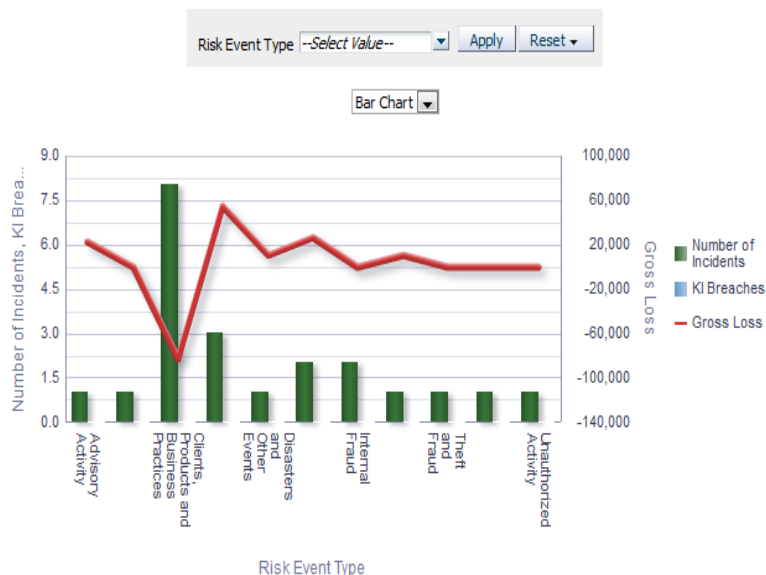 Risk Event Type --Select Value-- Apply Reset
Bar Chart
Number of Incidents, KI Brea...
9.0
7.5
6.0
4.5
3.0
1.5
0.0
100,000
60,000
20,000
-20,000
-60,000
-100,000
-140,000
Gross Loss
Number of
Incidents
KI Breaches
Gross Loss
Advisory
Activity
Clients,
Products and
Business
Practices
Disasters
and
Other
Events
Internal
Fraud
Theft
and
Fraud
Unauthorized
Activity
Risk Event Type